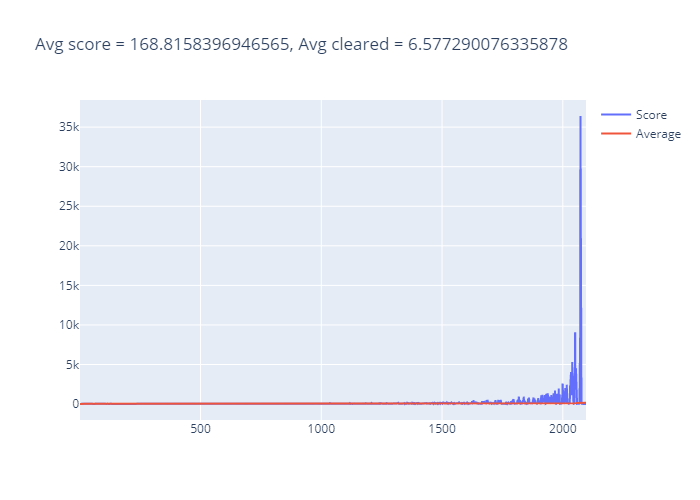 Avg score = 168.8158396946565, Avg cleared = 6.577290076335878
Score
Average
35k
30k
25k
20k
15k
10k
5k
0
500
1000
1500
2000